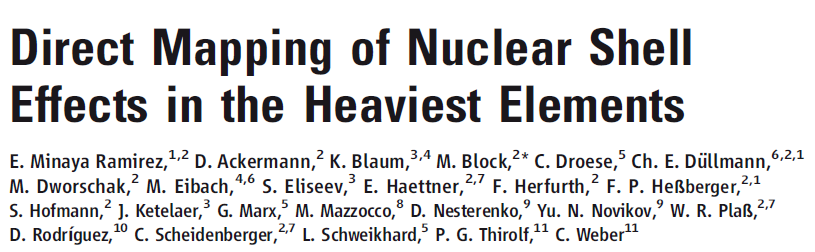 Direct Mapping of Nuclear Shell
Effects in the Heaviest Elements
E. Minaya Ramirez,1,2 D. Ackermann,2 K. Blaum,3,4 M. Block,2* C. Droese,5 Ch. E. Düllmann,6,2,1
M. Dworschak,2 M. Eibach,4,6 S. Eliseev,3 E. Haettner,2,7 F. Herfurth,2 F. P. Heßberger,2,1
S. Hofmann,2 J. Ketelaer,3 G. Marx,5 M. Mazzocco,8 D. Nesterenko,9 Yu. N. Novikov,9 W. R. Plaß,2,7
D. Rodríguez,10 C. Scheidenberger,2,7 L. Schweikhard,5 P. G. Thirolf,11 C. Weber11